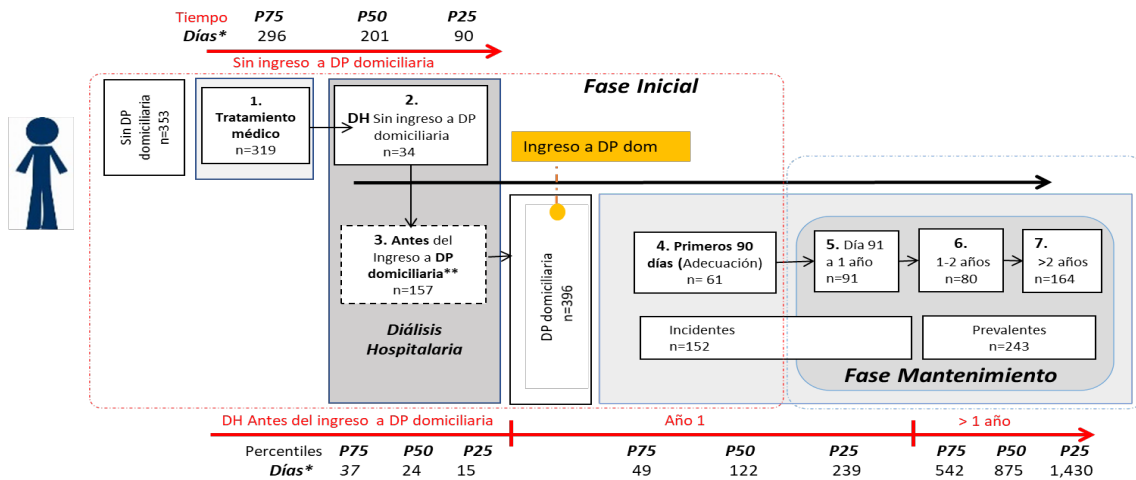 Tiempo P75 P50 P25
Días* 296 201 90
Sin ingreso a DP domiciliaria
Fase Inicial
Sin DP
domiciliaria
n=353
1.
Tratamiento
médico
n=319
2.
DH Sin ingreso a DP
domiciliaria
n=34
Ingreso a DP dom
3. Antes del
Ingreso a DP
domiciliaria**
n=157
DP domiciliaria
n=396
4. Primeros 90
días (Adecuación)
n= 61
5. Día 91
a 1 año
n=91
6.
1-2 años
n=80
7.
>2 años
n=164
Diálisis
Hospitalaria
Incidentes
n=152
Prevalentes
n=243
Fase Mantenimiento
DH Antes del ingreso a DP domiciliaria Año 1 > 1 año
Percentiles P75 P50 P25 P75 P50 P25 P75 P50 P25
Días* 37 24 15 49 122 239 542 875 1,430